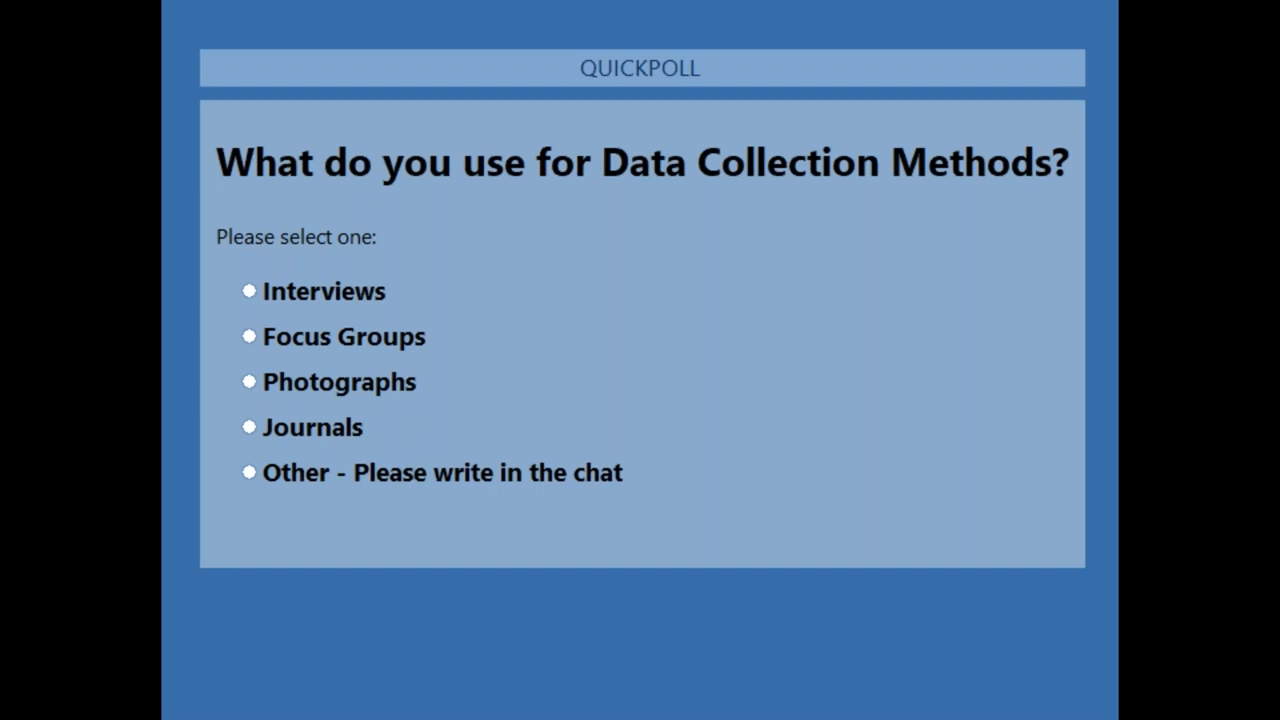 QUICKPOLL
What do you use for Data Collection Methods?
Please select one:
Interviews
Focus Groups
Photographs
Journals
Other - Please write in the chat